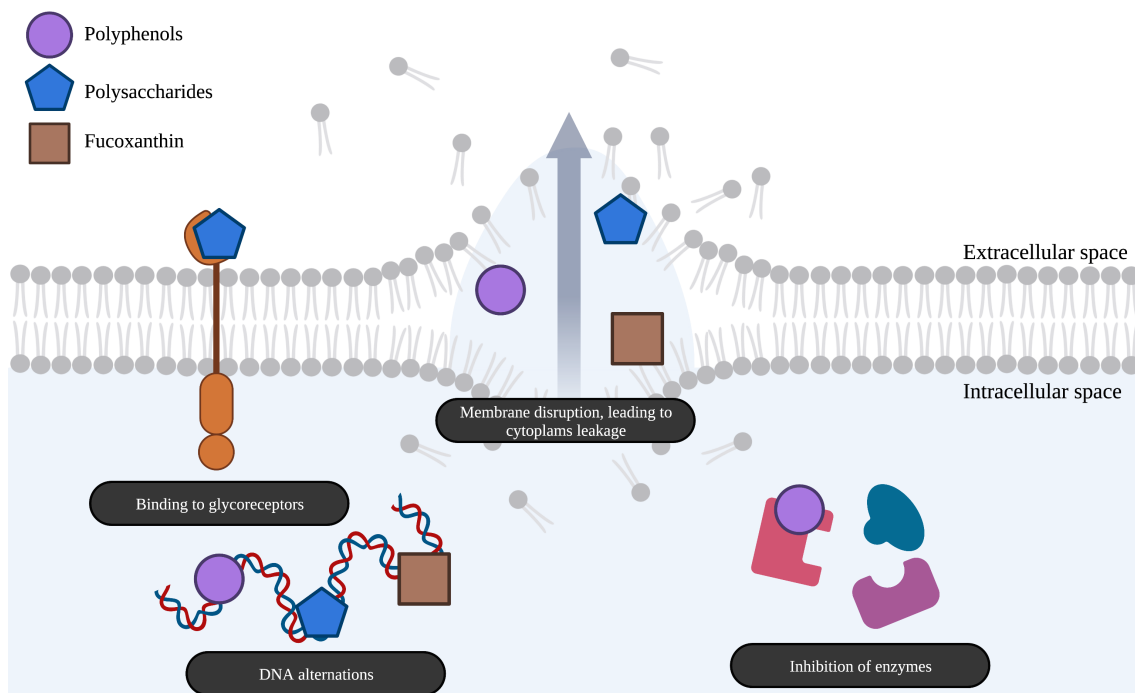 Polyphenols
Polysaccharides
Fucoxanthin
Extracellular space
Intracellular space
Membrane disruption, leading to
cytoplams leakage
Binding to glycoreceptors
DNA alternations
Inhibition of enzymes